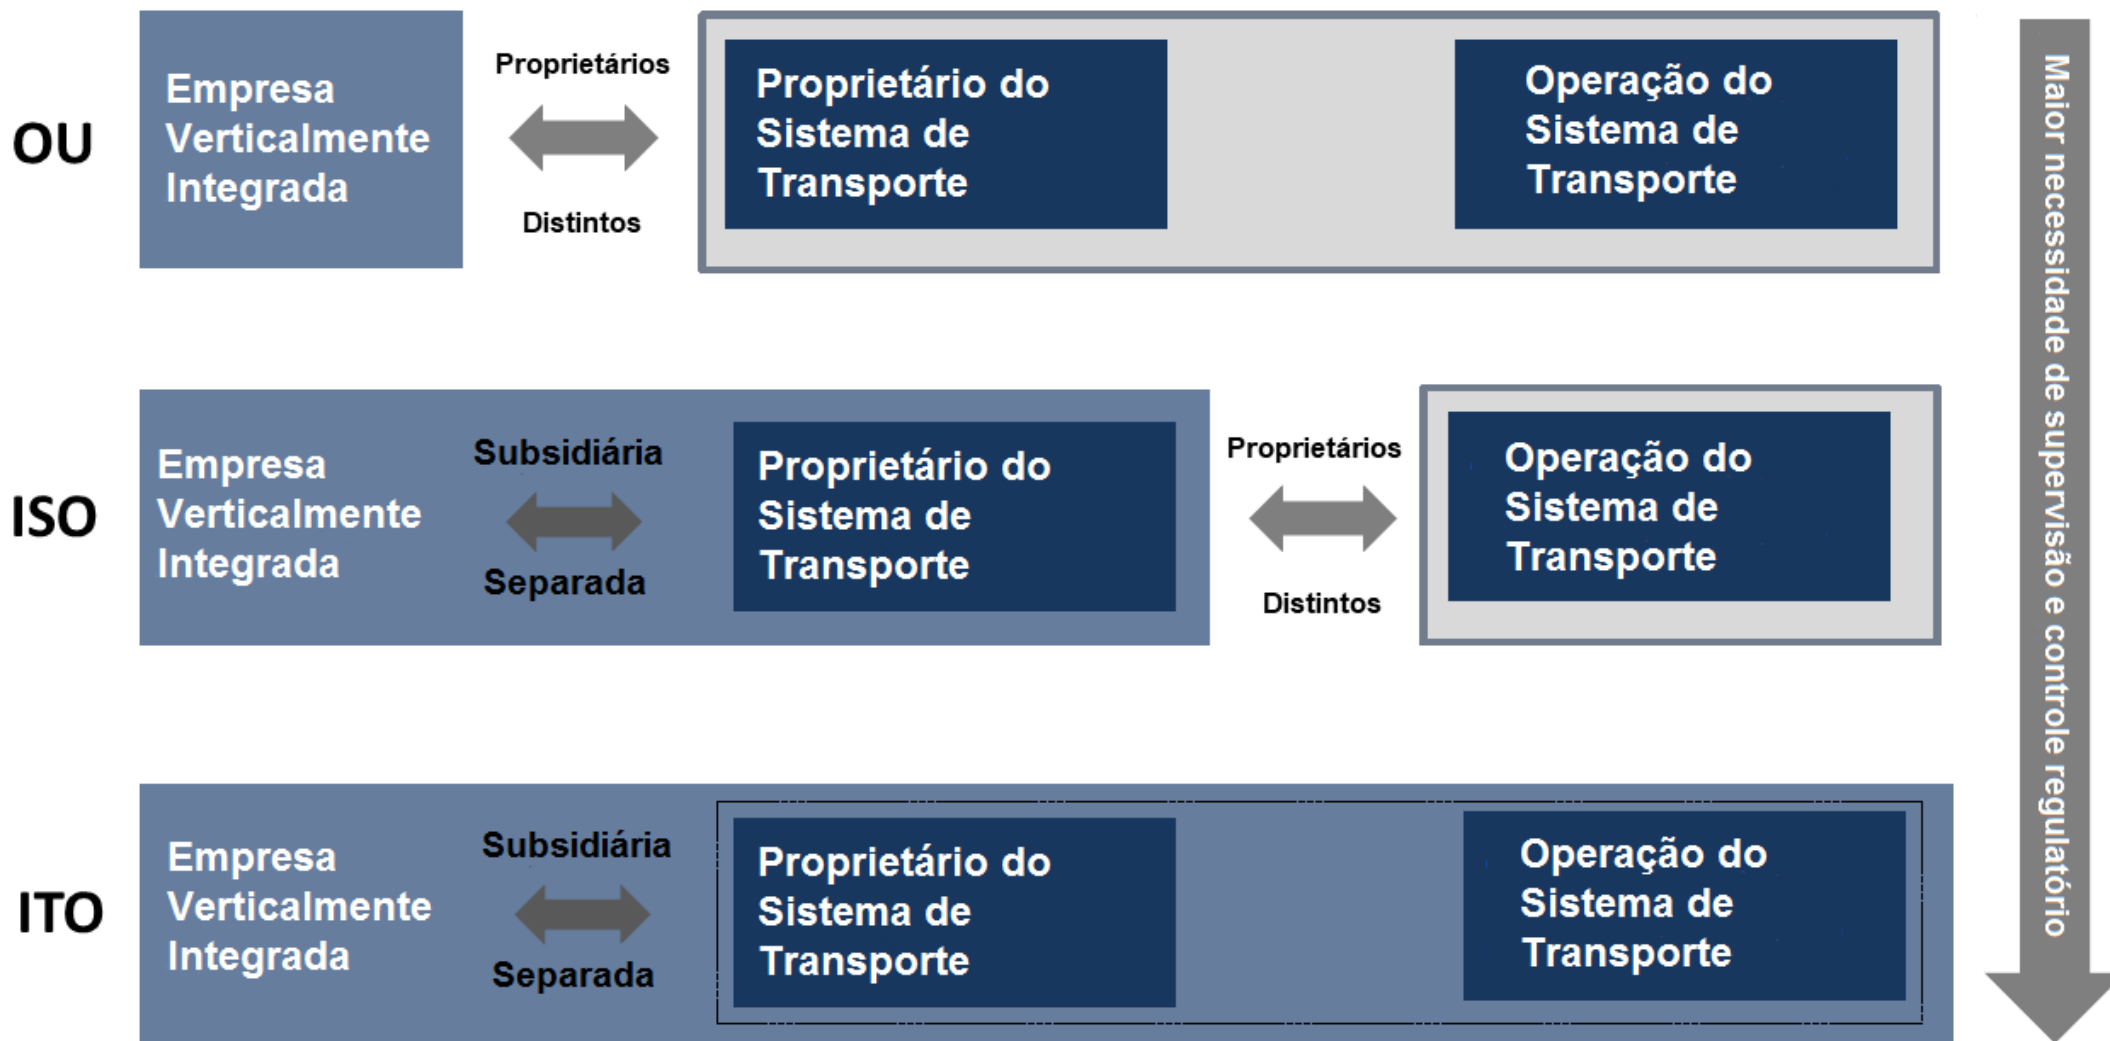 OU
Empresa
Verticalmente
Integrada
Proprietários
Distintos
Proprietário do
Sistema de
Transporte
Operação do
Sistema de
Transporte
ISO
Empresa
Verticalmente
Integrada
Subsidiária
Separada
Proprietário do
Sistema de
Transporte
Proprietários
Distintos
Operação do
Sistema de
Transporte
ITO
Empresa
Verticalmente
Integrada
Subsidiária
Separada
Proprietário do
Sistema de
Transporte
Operação do
Sistema de
Transporte
Maior necessidade de supervisão e controle regulatório